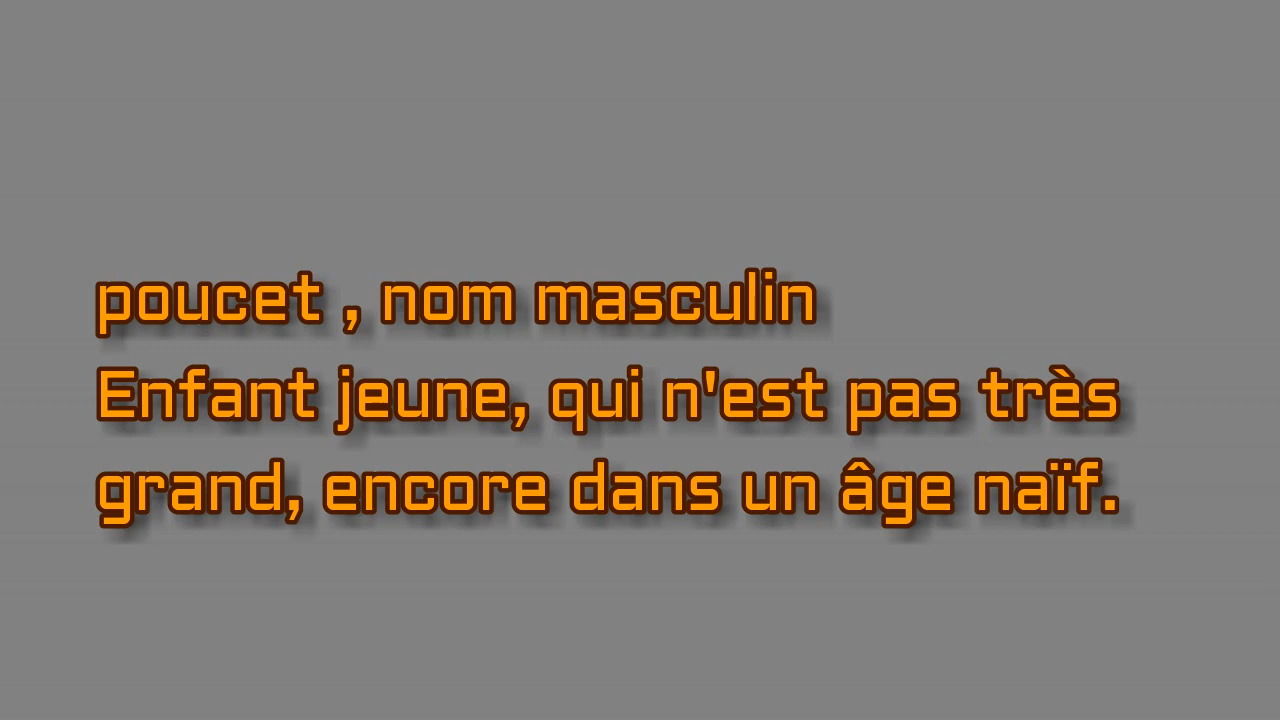 poucet , nom masculin
Enfant jeune, qui n'est pas très
grand, encore dans un âge naïf.